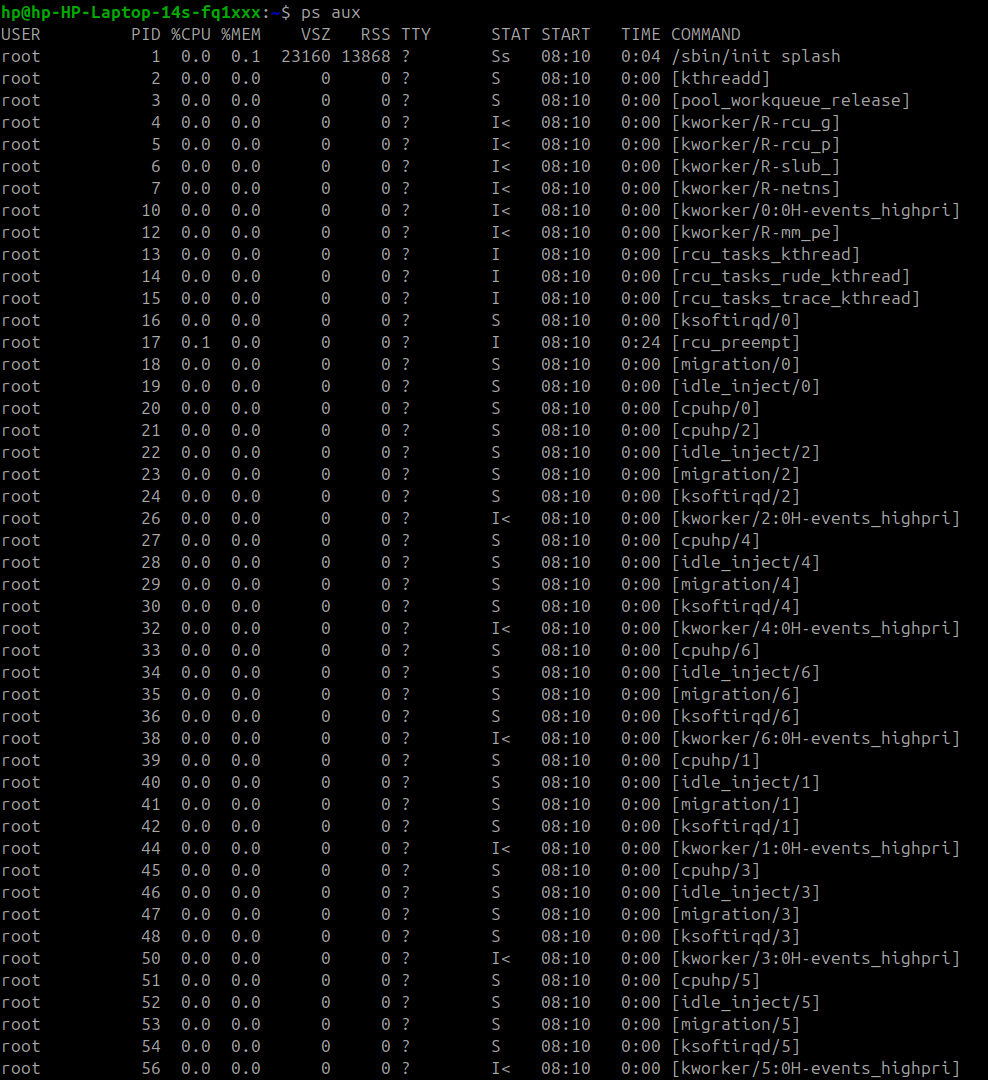 hp@hp-HP-Laptop-14s-fq1xxx:~$ ps aux
USER         PID %CPU %MEM    VSZ   RSS TTY      STAT START   TIME COMMAND
root           1  0.0  0.1  23160 13868 ?        Ss   08:10   0:04 /sbin/init splash
root           2  0.0  0.0      0     0 ?        S    08:10   0:00 [kthreadd]
root           3  0.0  0.0      0     0 ?        S    08:10   0:00 [pool_workqueue_release]
root           4  0.0  0.0      0     0 ?        I<   08:10   0:00 [kworker/R-rcu_g]
root           5  0.0  0.0      0     0 ?        I<   08:10   0:00 [kworker/R-rcu_p]
root           6  0.0  0.0      0     0 ?        I<   08:10   0:00 [kworker/R-slub_]
root           7  0.0  0.0      0     0 ?        I<   08:10   0:00 [kworker/R-netns]
root          10  0.0  0.0      0     0 ?        I<   08:10   0:00 [kworker/0:0H-events_highpri]
root          12  0.0  0.0      0     0 ?        I<   08:10   0:00 [kworker/R-mm_pe]
root          13  0.0  0.0      0     0 ?        I    08:10   0:00 [rcu_tasks_kthread]
root          14  0.0  0.0      0     0 ?        I    08:10   0:00 [rcu_tasks_rude_kthread]
root          15  0.0  0.0      0     0 ?        I    08:10   0:00 [rcu_tasks_trace_kthread]
root          16  0.0  0.0      0     0 ?        S    08:10   0:00 [ksoftirqd/0]
root          17  0.1  0.0      0     0 ?        I    08:10   0:24 [rcu_preempt]
root          18  0.0  0.0      0     0 ?        S    08:10   0:00 [migration/0]
root          19  0.0  0.0      0     0 ?        S    08:10   0:00 [idle_inject/0]
root          20  0.0  0.0      0     0 ?        S    08:10   0:00 [cpuhp/0]
root          21  0.0  0.0      0     0 ?        S    08:10   0:00 [cpuhp/2]
root          22  0.0  0.0      0     0 ?        S    08:10   0:00 [idle_inject/2]
root          23  0.0  0.0      0     0 ?        S    08:10   0:00 [migration/2]
root          24  0.0  0.0      0     0 ?        S    08:10   0:00 [ksoftirqd/2]
root          26  0.0  0.0      0     0 ?        I<   08:10   0:00 [kworker/2:0H-events_highpri]
root          27  0.0  0.0      0     0 ?        S    08:10   0:00 [cpuhp/4]
root          28  0.0  0.0      0     0 ?        S    08:10   0:00 [idle_inject/4]
root          29  0.0  0.0      0     0 ?        S    08:10   0:00 [migration/4]
root          30  0.0  0.0      0     0 ?        S    08:10   0:00 [ksoftirqd/4]
root          32  0.0  0.0      0     0 ?        I<   08:10   0:00 [kworker/4:0H-events_highpri]
root          33  0.0  0.0      0     0 ?        S    08:10   0:00 [cpuhp/6]
root          34  0.0  0.0      0     0 ?        S    08:10   0:00 [idle_inject/6]
root          35  0.0  0.0      0     0 ?        S    08:10   0:00 [migration/6]
root          36  0.0  0.0      0     0 ?        S    08:10   0:00 [ksoftirqd/6]
root          38  0.0  0.0      0     0 ?        I<   08:10   0:00 [kworker/6:0H-events_highpri]
root          39  0.0  0.0      0     0 ?        S    08:10   0:00 [cpuhp/1]
root          40  0.0  0.0      0     0 ?        S    08:10   0:00 [idle_inject/1]
root          41  0.0  0.0      0     0 ?        S    08:10   0:00 [migration/1]
root          42  0.0  0.0      0     0 ?        S    08:10   0:00 [ksoftirqd/1]
root          44  0.0  0.0      0     0 ?        I<   08:10   0:00 [kworker/1:0H-events_highpri]
root          45  0.0  0.0      0     0 ?        S    08:10   0:00 [cpuhp/3]
root          46  0.0  0.0      0     0 ?        S    08:10   0:00 [idle_inject/3]
root          47  0.0  0.0      0     0 ?        S    08:10   0:00 [migration/3]
root          48  0.0  0.0      0     0 ?        S    08:10   0:00 [ksoftirqd/3]
root          50  0.0  0.0      0     0 ?        I<   08:10   0:00 [kworker/3:0H-events_highpri]
root          51  0.0  0.0      0     0 ?        S    08:10   0:00 [cpuhp/5]
root          52  0.0  0.0      0     0 ?        S    08:10   0:00 [idle_inject/5]
root          53  0.0  0.0      0     0 ?        S    08:10   0:00 [migration/5]
root          54  0.0  0.0      0     0 ?        S    08:10   0:00 [ksoftirqd/5]
root          56  0.0  0.0      0     0 ?        I<   08:10   0:00 [kworker/5:0H-events_highpri]